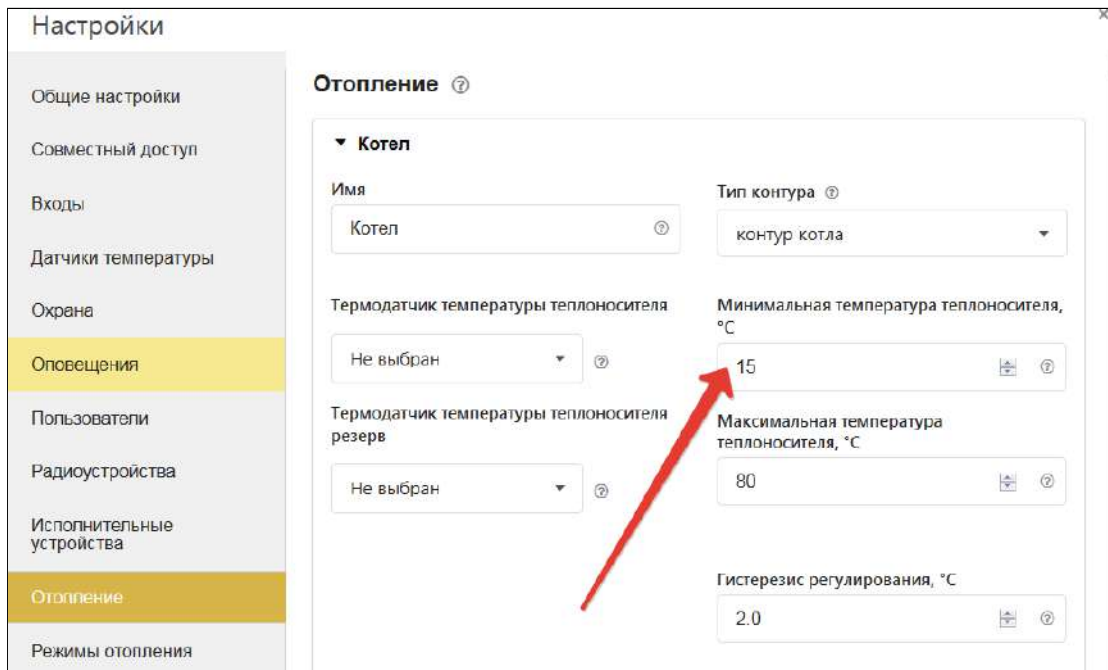 Настройки
Общие настройки
Совместный доступ
Входы
Датчики температуры
Охрана
Оповещения
Пользователи
Радиоустройства
Исполнительные
устройства
Отопление
Режимы отопления
Отопление
Котел
Имя
Котел
Тип контура
контур котла
Термодатчик температуры теплоносителя
Не выбран
Минимальная температура теплоносителя,
°C
15
Термодатчик температуры теплоносителя
резерв
Не выбран
Максимальная температура
теплоносителя, °C
80
Гистерезис регулирования, °C
2.0